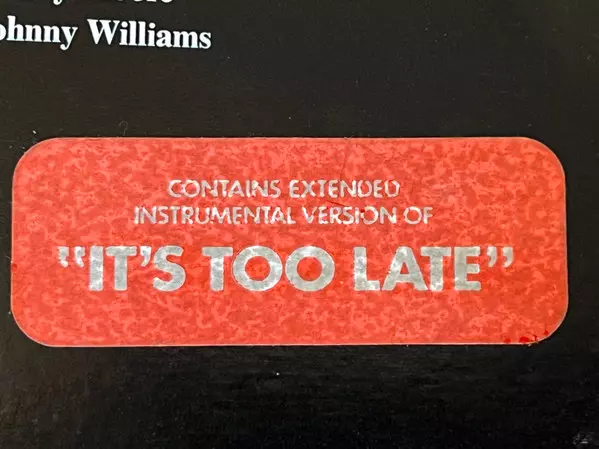 ohnny Williams
CONTAINS EXTENDED
INSTRUMENTAL VERSION OF
"IT'S TOO LATE"